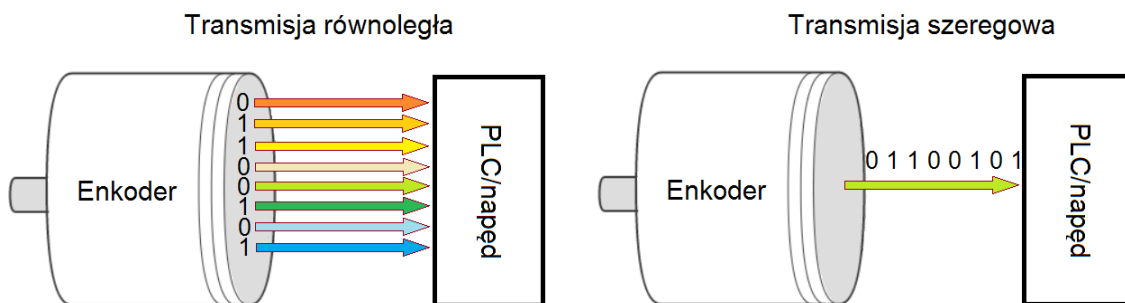 Transmisja równoległa
0
1
1
0
0
1
0
1
Enkoder
PLC/napęd
Transmisja szeregowa
0 1 1 0 0 1 0 1
Enkoder
PLC/napęd